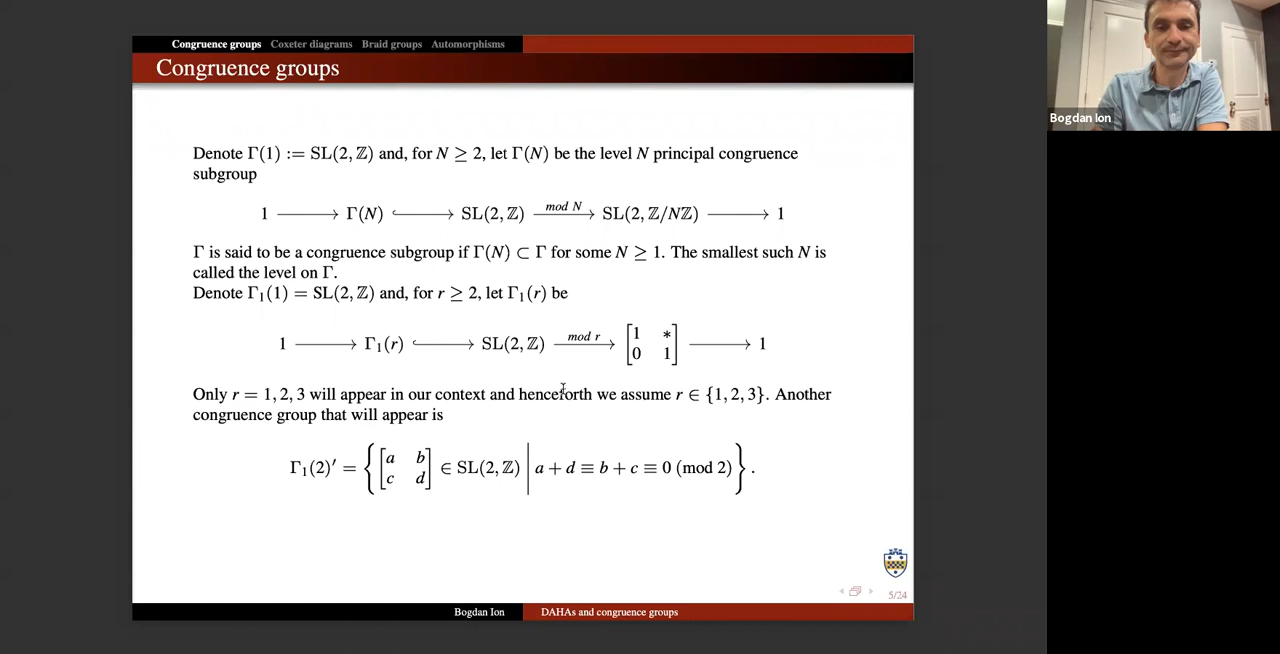 Congruence groups Coxeter diagrams Braid groups Automorphisms
Congruence groups
Denote Γ(1) := SL(2, ℤ) and, for N ≥ 2, let Γ(N) be the level N principal congruence
subgroup
1 ⟶ Γ(N) ↪ SL(2, ℤ) mod N ⟶ SL(2, ℤ/Nℤ) ⟶ 1
Γ is said to be a congruence subgroup if Γ(N) ⊂ Γ for some N ≥ 1. The smallest such N is
called the level on Γ.
Denote Γ₁(1) = SL(2, ℤ) and, for r ≥ 2, let Γ₁(r) be
1 ⟶ Γ₁(r) ↪ SL(2, ℤ) mod r ⟶ [1 * 0 1] ⟶ 1
Only r = 1, 2, 3 will appear in our context and henceforth we assume r ∈ {1, 2, 3}. Another
congruence group that will appear is
Γ₁(2)′ = { [a b c d] ∈ SL(2, ℤ) | a + d ≡ b + c ≡ 0 (mod 2) } .
5/24
Bogdan Ion DAHAs and congruence groups
Bogdan Ion